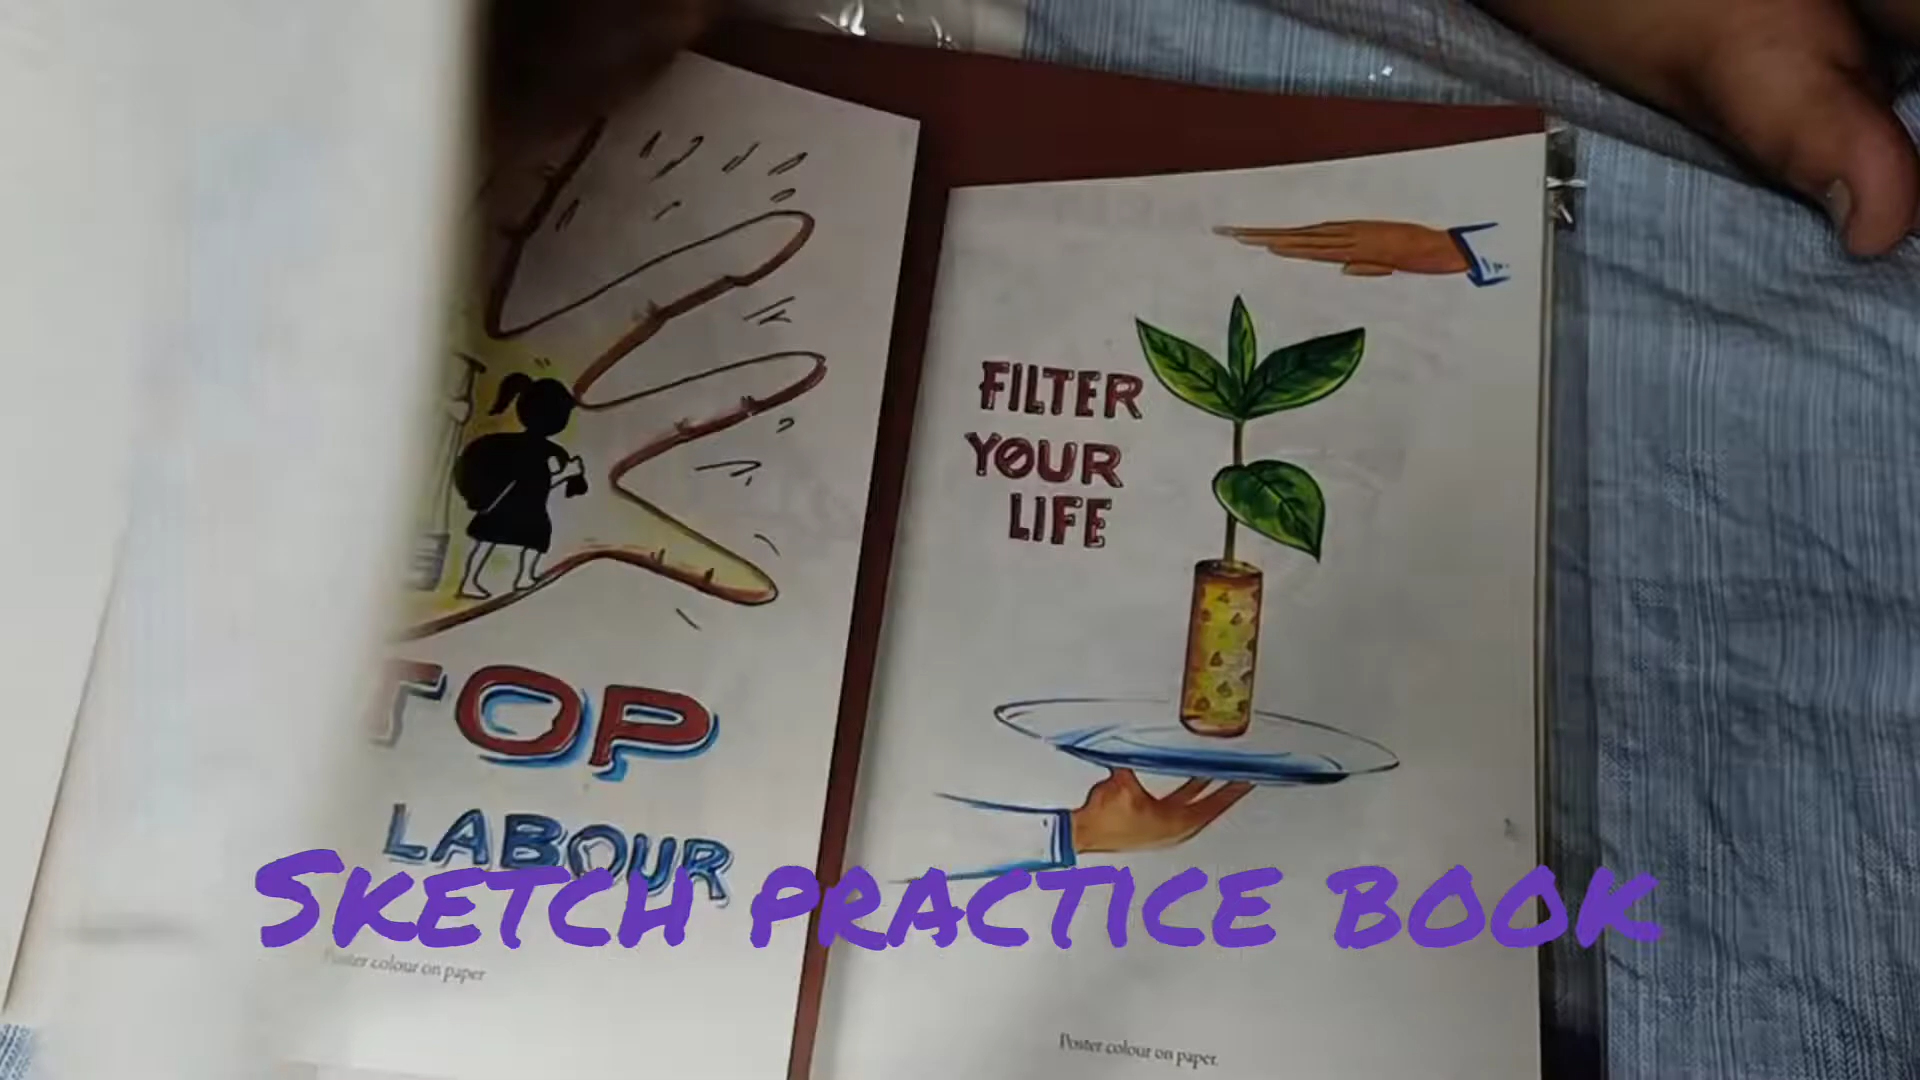 TOP
LABOUR
Poster colour on paper
FILTER
YOUR
LIFE
Poster colour on paper.
SKETCH PRACTICE BOOK